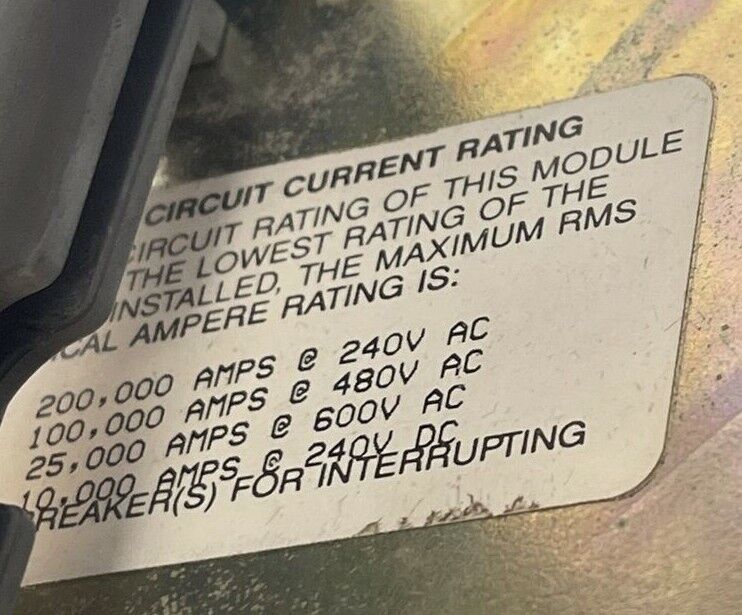 CIRCUIT CURRENT RATING
CIRCUIT RATING OF THIS MODULE
THE LOWEST RATING OF THE
INSTALLED, THE MAXIMUM RMS
CAL AMPERE RATING IS:
200,000 AMPS @ 240V AC
100,000 AMPS @ 480V AC
25,000 AMPS @ 600V AC
10,000 AMPS @ 240V DC
REAKER(S) FOR INTERRUPTING